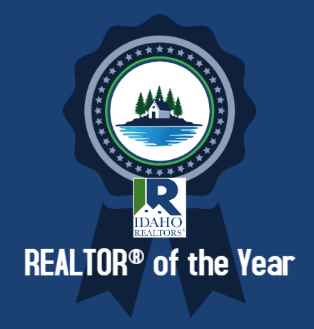 R
IDAHO
REALTORS®
REALTOR® of the Year